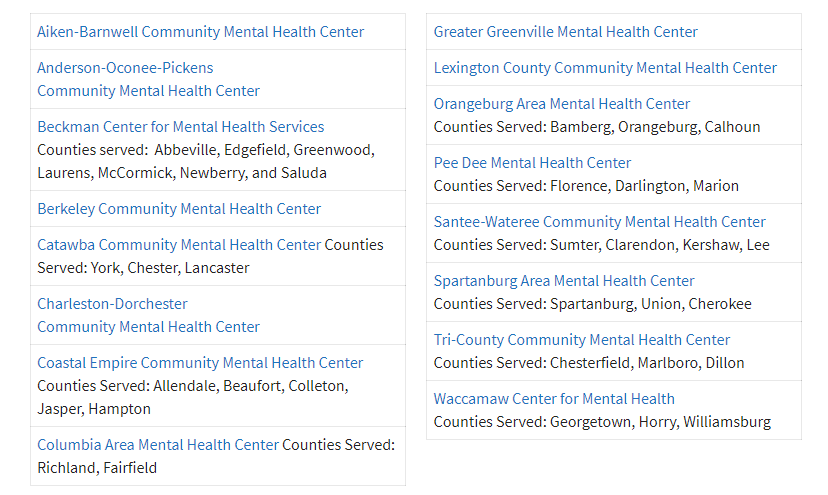 Aiken-Barnwell Community Mental Health Center
Anderson-Oconee-Pickens
Community Mental Health Center
Beckman Center for Mental Health Services
Counties served:  Abbeville, Edgefield, Greenwood,
Laurens, McCormick, Newberry, and Saluda
Berkeley Community Mental Health Center
Catawba Community Mental Health Center Counties
Served: York, Chester, Lancaster
Charleston-Dorchester
Community Mental Health Center
Coastal Empire Community Mental Health Center
Counties Served: Allendale, Beaufort, Colleton,
Jasper, Hampton
Columbia Area Mental Health Center Counties Served:
Richland, Fairfield
Greater Greenville Mental Health Center
Lexington County Community Mental Health Center
Orangeburg Area Mental Health Center
Counties Served: Bamberg, Orangeburg, Calhoun
Pee Dee Mental Health Center
Counties Served: Florence, Darlington, Marion
Santee-Wateree Community Mental Health Center
Counties Served: Sumter, Clarendon, Kershaw, Lee
Spartanburg Area Mental Health Center
Counties Served: Spartanburg, Union, Cherokee
Tri-County Community Mental Health Center
Counties Served: Chesterfield, Marlboro, Dillon
Waccamaw Center for Mental Health
Counties Served: Georgetown, Horry, Williamsburg